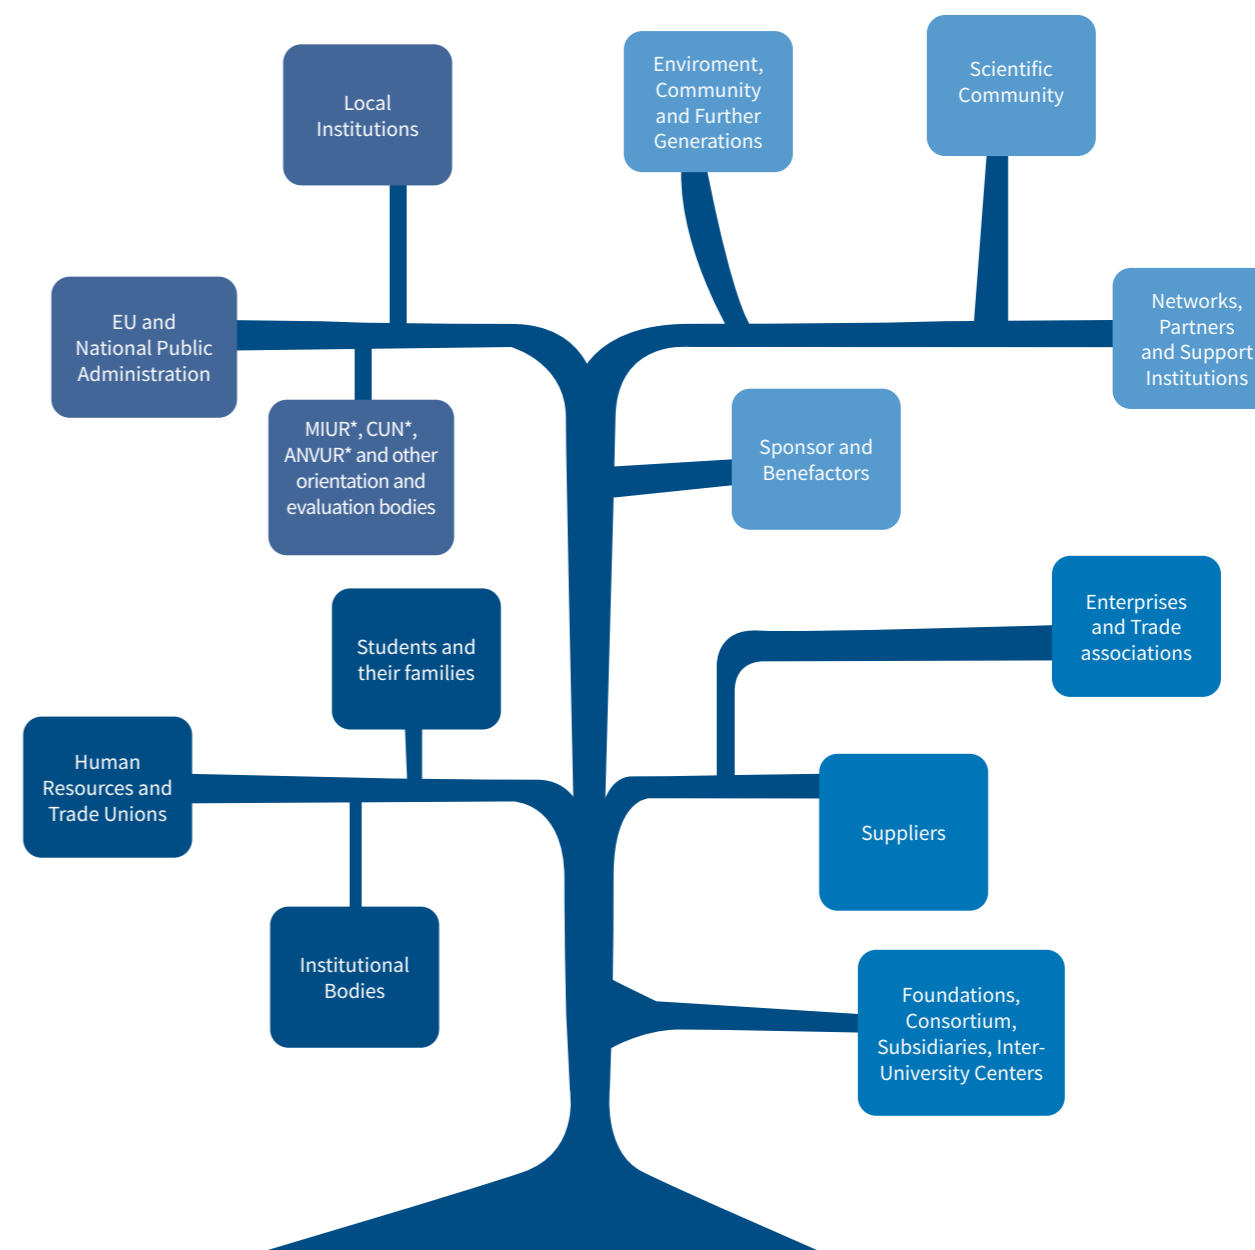 Local
Institutions
Enviroment,
Community
and Further
Generations
Scientific
Community
EU and
National Public
Administration
Networks,
Partners
and Support
Institutions
MIUR*, CUN*,
ANVUR* and other
orientation and
evaluation bodies
Sponsor and
Benefactors
Students and
their families
Enterprises
and Trade
associations
Human
Resources and
Trade Unions
Suppliers
Institutional
Bodies
Foundations,
Consortium,
Subsidiaries, Inter-
University Centers